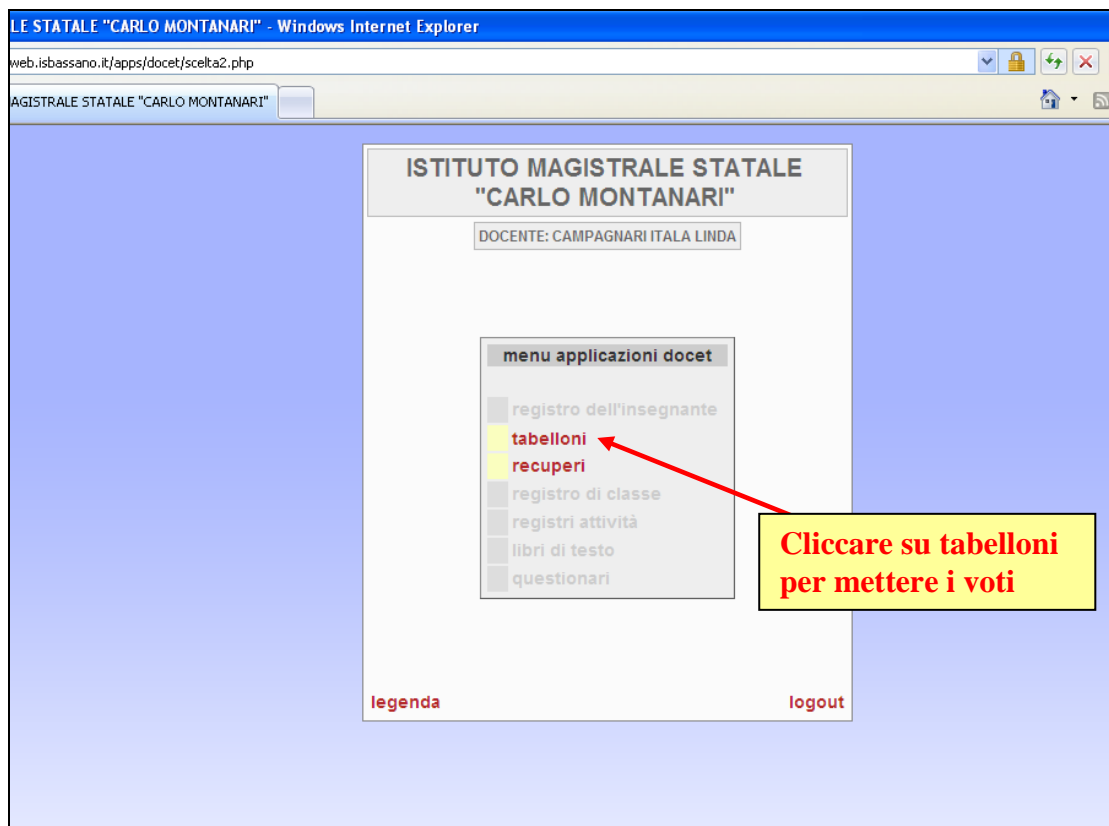 LE STATALE "CARLO MONTANARI" - Windows Internet Explorer
web.isbassano.it/apps/docet/scelta2.php
AGISTRALE STATALE "CARLO MONTANARI"
ISTITUTO MAGISTRALE STATALE
"CARLO MONTANARI"
DOCENTE: CAMPAGNARI ITALA LINDA
menu applicazioni docet
registro dell'insegnante
tabelloni
recuperi
registro di classe
registri attività
libri di testo
questionari
Cliccare su tabelloni
per mettere i voti
legenda
logout